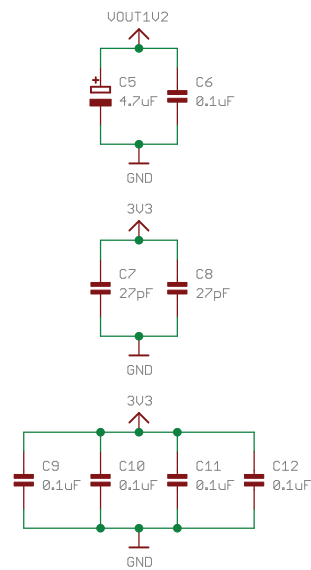 VOUT1V2
+
C5
4.7uF
C6
0.1uF
GND
3V3
C7
27pF
C8
27pF
GND
3V3
C9
0.1uF
C10
0.1uF
C11
0.1uF
C12
0.1uF
GND